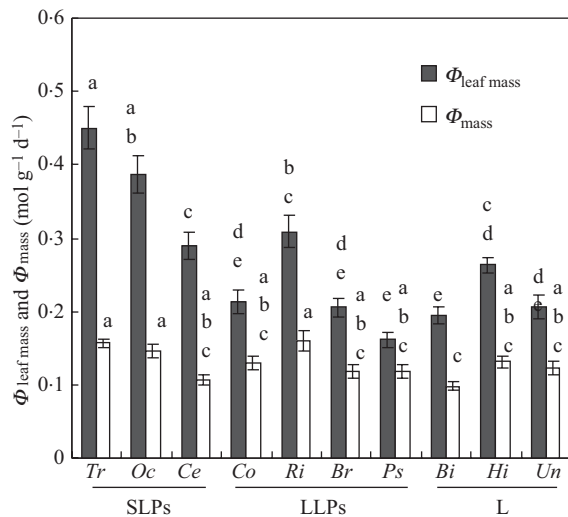 0·6
0·5
0·4
0·3
0·2
0·1
0
Φleaf mass and Φmass (mol g–1 d–1)
Φleaf mass
Φmass
a
a
a
b
a
c
a
b
c
d
e
a
b
c
b
c
a
d
e
a
b
c
e
a
b
c
e
c
c
d
a
b
c
d
e
a
b
c
Tr Oc Ce Co Ri Br Ps Bi Hi Un
SLPs LLPs L